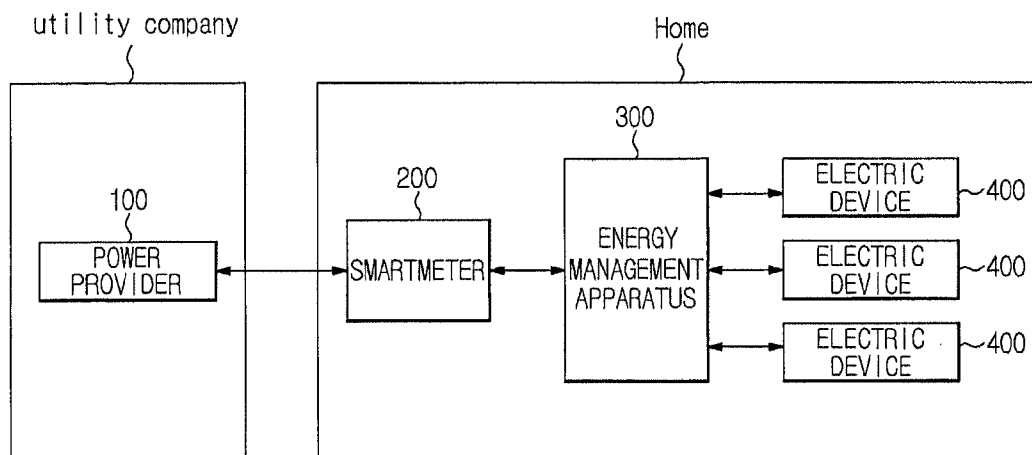 utility company
Home
100
POWER
PROVIDER
200
SMARTMETER
300
ENERGY
MANAGEMENT
APPARATUS
ELECTRIC
DEVICE
400
ELECTRIC
DEVICE
400
ELECTRIC
DEVICE
400